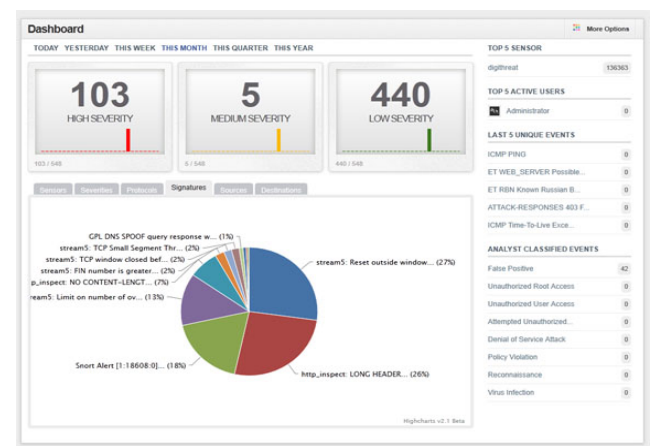 Dashboard
More Options
TODAY YESTERDAY THIS WEEK THIS MONTH THIS QUARTER THIS YEAR
103
HIGH SEVERITY
103 / 548
5
MEDIUM SEVERITY
5 / 548
440
LOW SEVERITY
440 / 548
Sensors Severities Protocols Signatures Sources Destinations
GPL DNS SPOOF query response w... (1%)
stream5: TCP Small Segment Thr... (2%)
stream5: TCP window closed bef... (2%)
stream5: FIN number is greater... (2%)
p_inspect: NO CONTENT-LENGT... (7%)
ream5: Limit on number of ov... (13%)
Snort Alert [1:18608:0]... (18%)
stream5: Reset outside window... (27%)
http_inspect: LONG HEADER... (26%)
Highcharts v2.1 Beta
TOP 5 SENSOR
digithreat 136363
TOP 5 ACTIVE USERS
Administrator 0
LAST 5 UNIQUE EVENTS
ICMP PING 0
ET WEB_SERVER Possible... 0
ET RBN Known Russian B... 0
ATTACK-RESPONSES 403 F... 0
ICMP Time-To-Live Exce... 0
ANALYST CLASSIFIED EVENTS
False Positive 42
Unauthorized Root Access 0
Unauthorized User Access 0
Attempted Unauthorized... 0
Denial of Service Attack 0
Policy Violation 0
Reconnaissance 0
Virus Infection 0